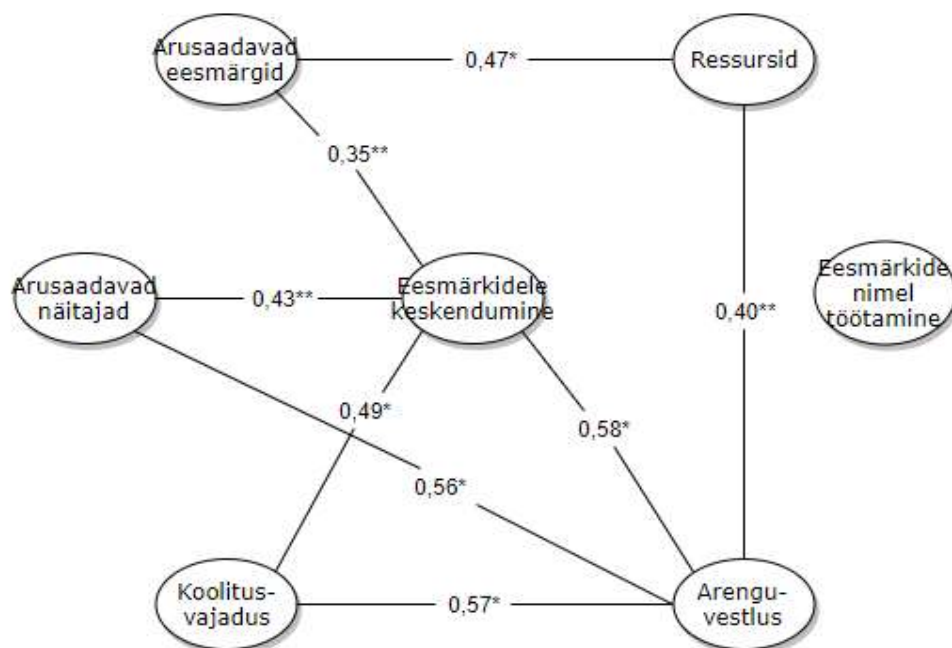 Arusaadavad
eesmärgid
0,47*
Ressursid
0,35**
Arusaadavad
näitajad
0,43**
Eesmärkidele
keskendumine
0,40**
Eesmärkide
nimel
töötamine
0,49*
0,58*
0,56*
Koolitus-
vajadus
0,57*
Arengu-
vestlus